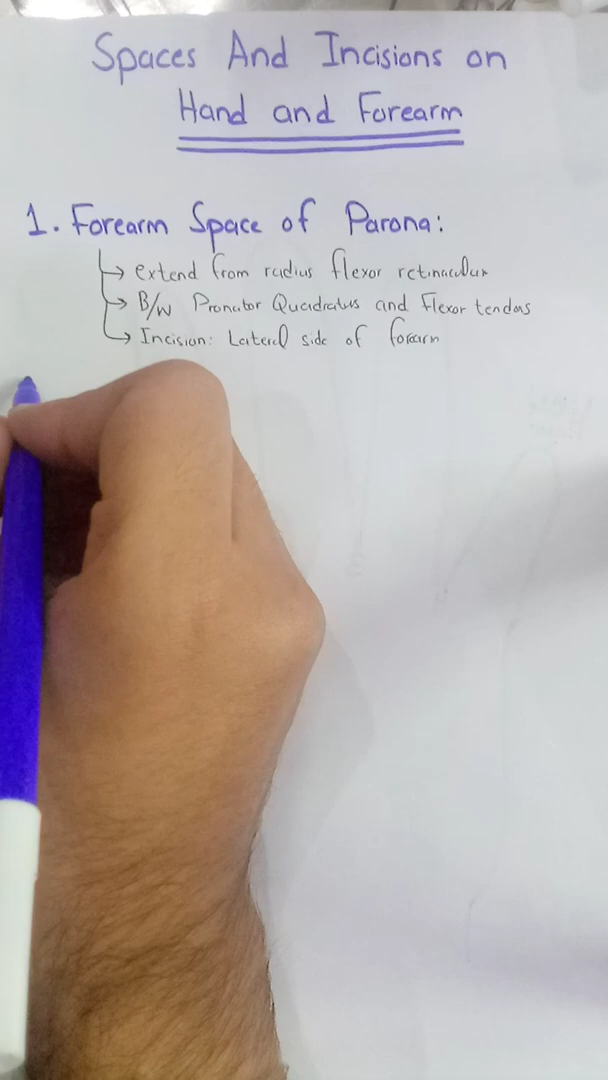 Spaces And Incisions on
Hand and Forearm
1. Forearm Space of Parona:
extend from radius flexor retinacular
B/W Pronator Quadratus and Flexor tendons
Incision: Lateral side of forearm